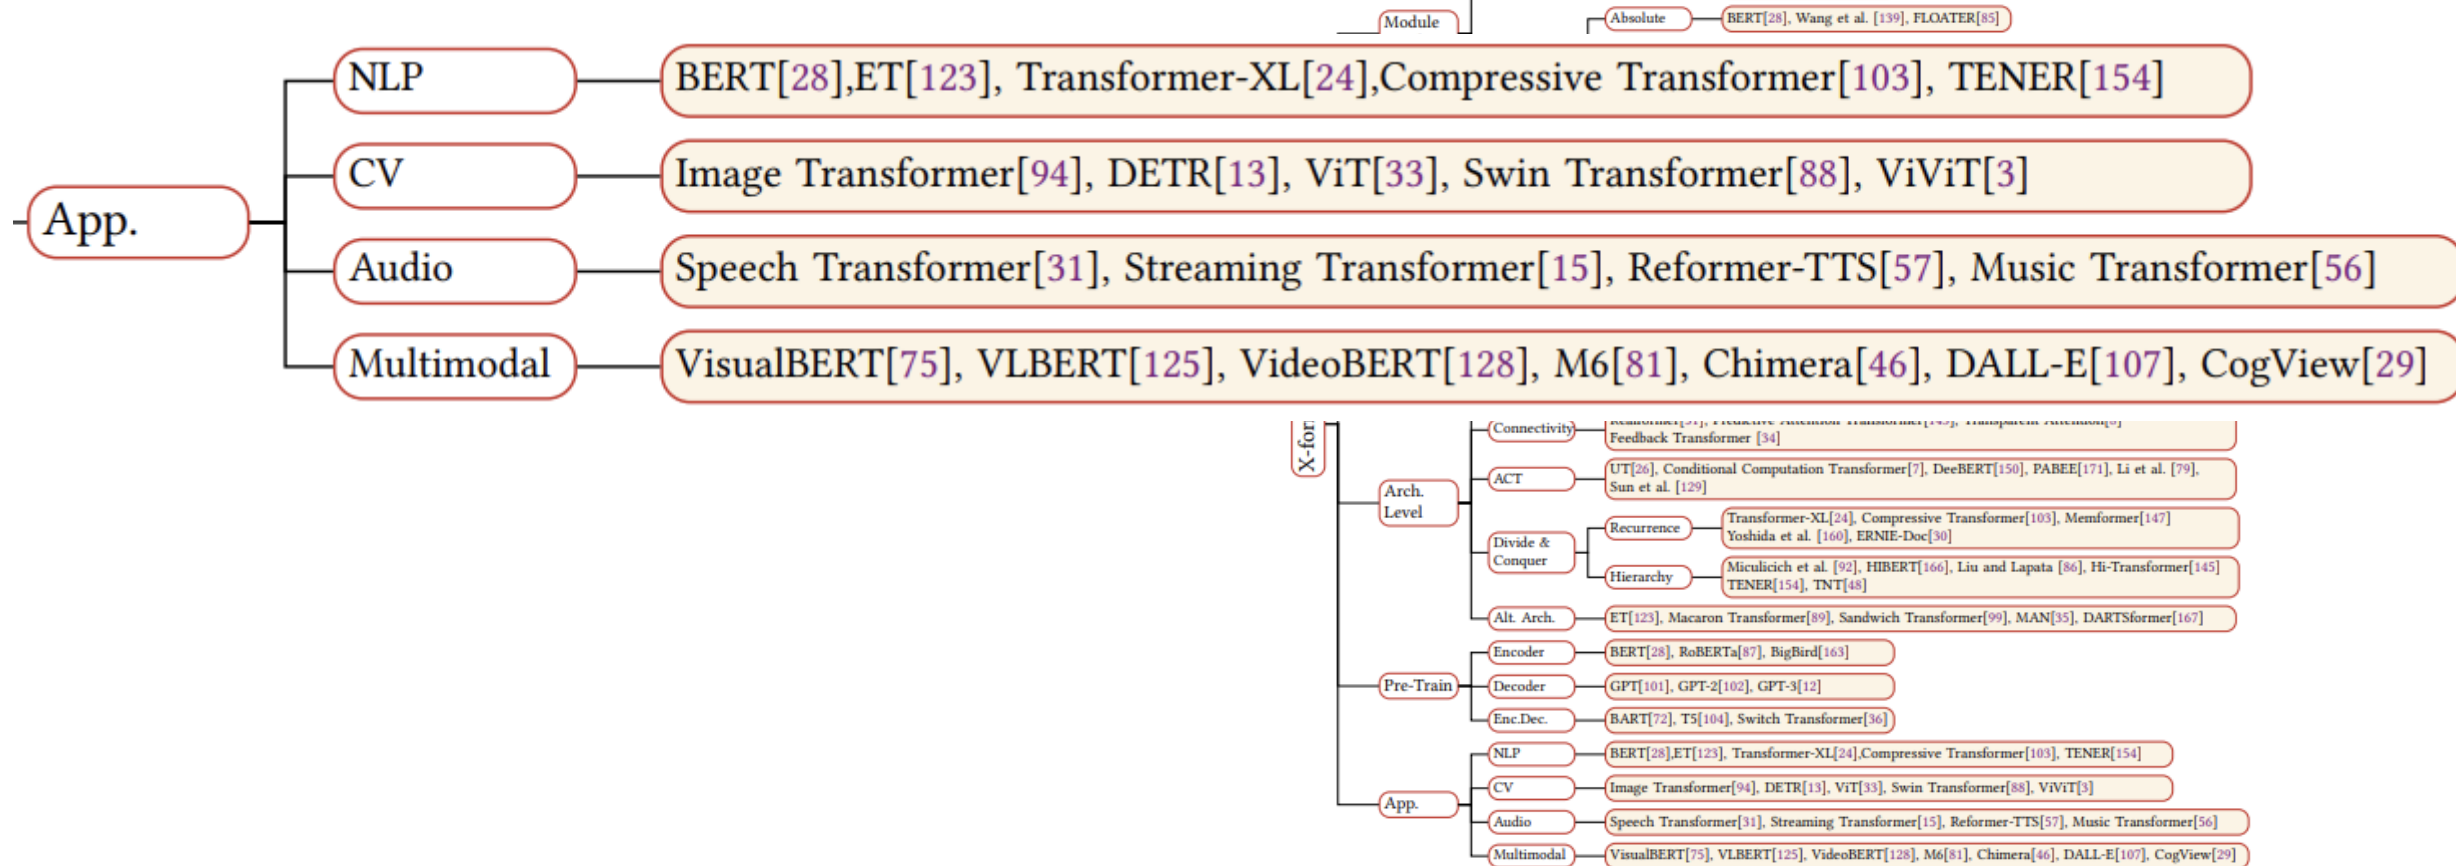 Module
Absolute
BERT[28], Wang et al. [139], FLOATER[85]
App.
NLP
BERT[28],ET[123], Transformer-XL[24],Compressive Transformer[103], TENER[154]
CV
Image Transformer[94], DETR[13], ViT[33], Swin Transformer[88], ViViT[3]
Audio
Speech Transformer[31], Streaming Transformer[15], Reformer-TTS[57], Music Transformer[56]
Multimodal
VisualBERT[75], VLBERT[125], VideoBERT[128], M6[81], Chimera[46], DALL-E[107], CogView[29]
X-for
Connectivity
Feedback Transformer [34]
Arch.
Level
ACT
UT[26], Conditional Computation Transformer[7], DeeBERT[150], PABEE[171], Li et al. [79],
Sun et al. [129]
Divide &
Conquer
Recurrence
Transformer-XL[24], Compressive Transformer[103], Memformer[147]
Yoshida et al. [160], ERNIE-Doc[30]
Hierarchy
Miculicich et al. [92], HIBERT[166], Liu and Lapata [86], Hi-Transformer[145]
TENER[154], TNT[48]
Alt. Arch.
ET[123], Macaron Transformer[89], Sandwich Transformer[99], MAN[35], DARTSformer[167]
Pre-Train
Encoder
BERT[28], RoBERTa[87], BigBird[163]
Decoder
GPT[101], GPT-2[102], GPT-3[12]
Enc.Dec.
BART[72], T5[104], Switch Transformer[36]
App.
NLP
BERT[28],ET[123], Transformer-XL[24],Compressive Transformer[103], TENER[154]
CV
Image Transformer[94], DETR[13], ViT[33], Swin Transformer[88], ViViT[3]
Audio
Speech Transformer[31], Streaming Transformer[15], Reformer-TTS[57], Music Transformer[56]
Multimodal
VisualBERT[75], VLBERT[125], VideoBERT[128], M6[81], Chimera[46], DALL-E[107], CogView[29]